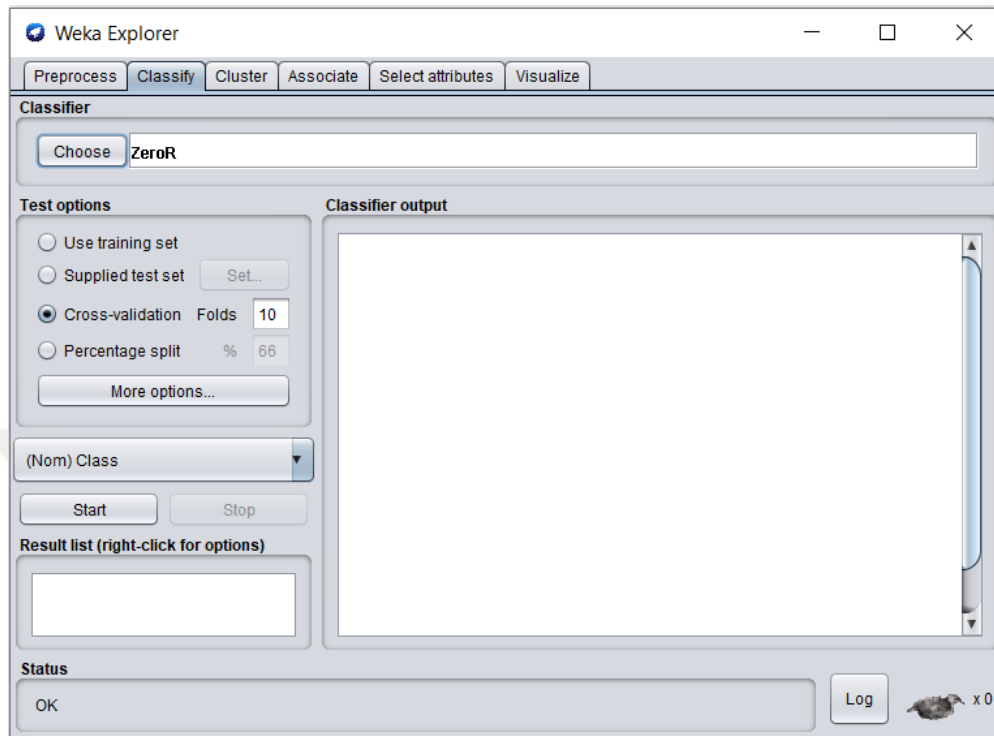 Weka Explorer
Preprocess Classify Cluster Associate Select attributes Visualize
Classifier
Choose ZeroR
Test options
Use training set
Supplied test set Set...
Cross-validation Folds 10
Percentage split % 66
More options...
(Nom) Class
Start Stop
Result list (right-click for options)
Classifier output
Status
OK
Log
x 0